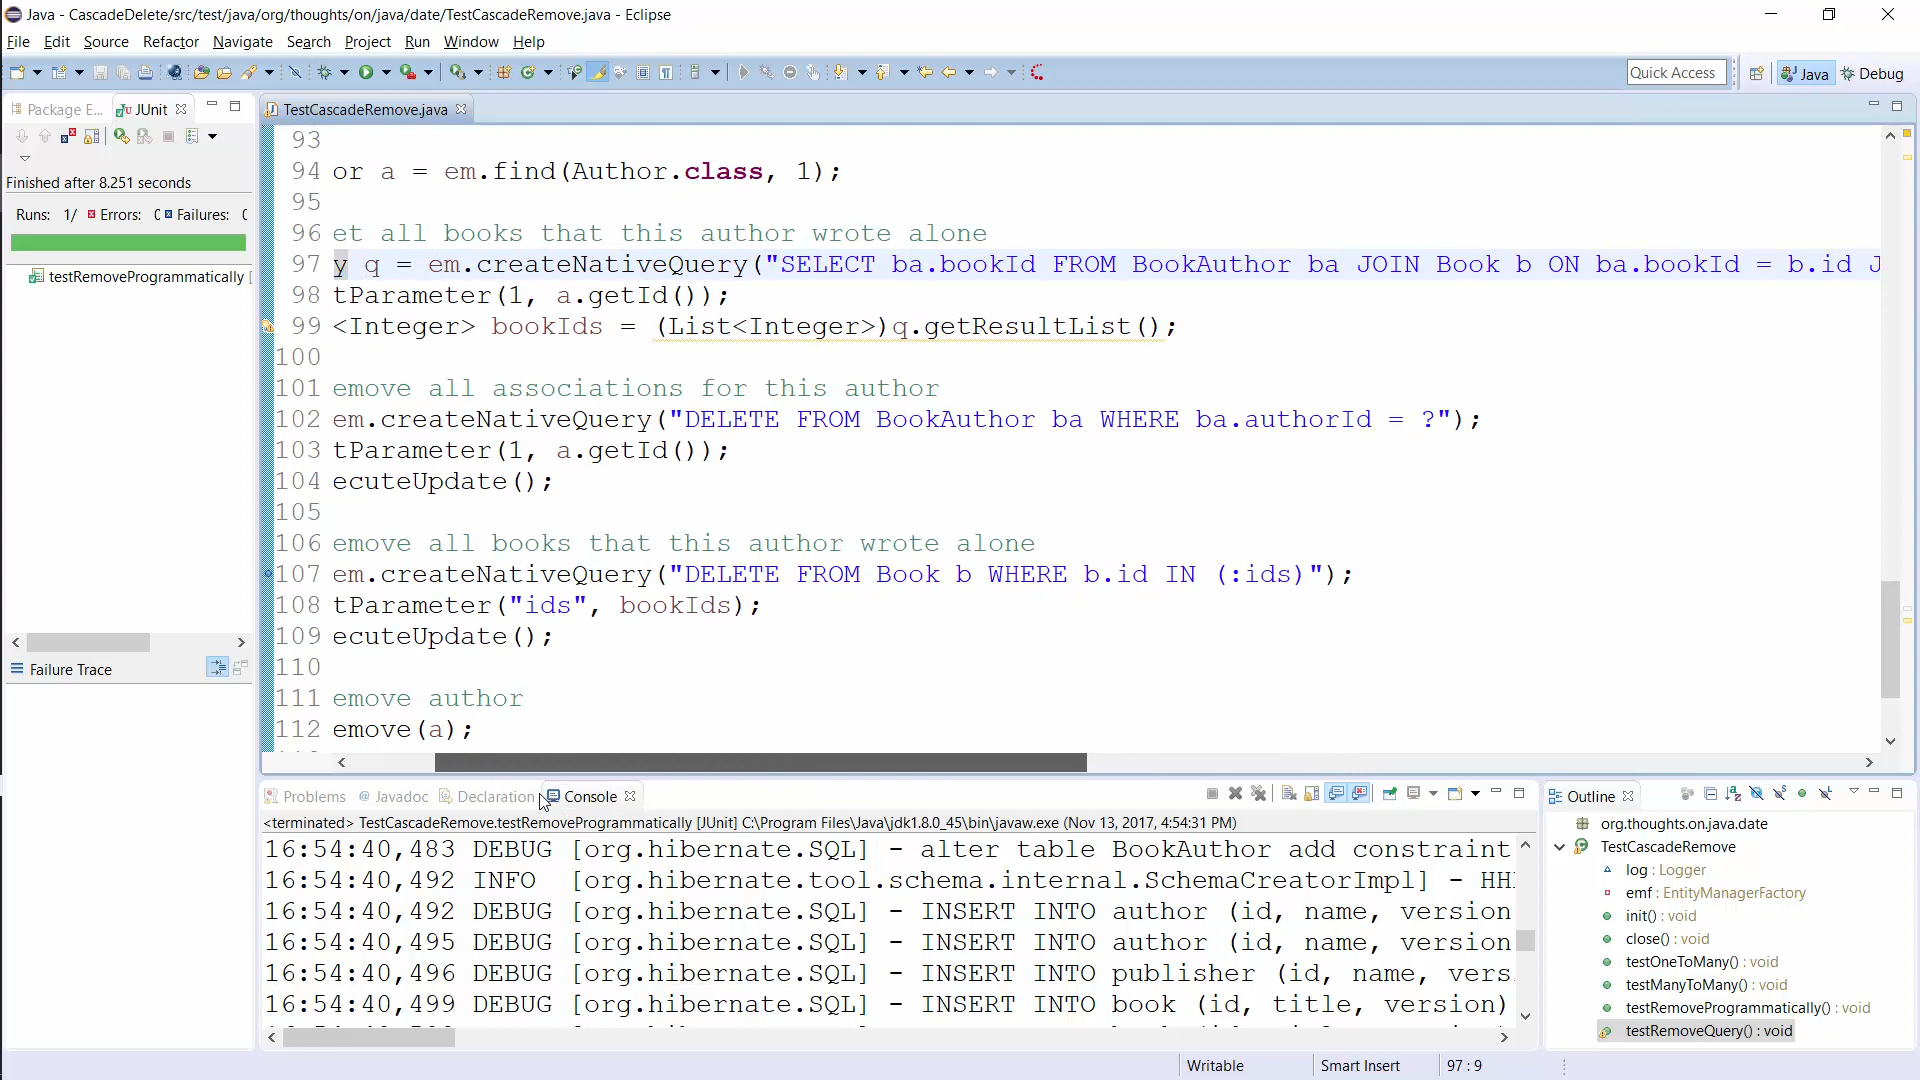 Java - CascadeDelete/src/test/java/org/thoughts/on/java/date/TestCascadeRemove.java - Eclipse
File Edit Source Refactor Navigate Search Project Run Window Help
Quick Access Java Debug
Package E... JUnit
TestCascadeRemove.java
Finished after 8.251 seconds
Runs: 1/ Errors: 0 Failures: 0
testRemoveProgrammatically [
Failure Trace
93
94 or a = em.find(Author.class, 1);
95
96 et all books that this author wrote alone
97 y q = em.createNativeQuery("SELECT ba.bookId FROM BookAuthor ba JOIN Book b ON ba.bookId = b.id J
98 tParameter(1, a.getId());
99 <Integer> bookIds = (List<Integer>)q.getResultList();
100
101 emove all associations for this author
102 em.createNativeQuery("DELETE FROM BookAuthor ba WHERE ba.authorId = ?");
103 tParameter(1, a.getId());
104 ecuteUpdate();
105
106 emove all books that this author wrote alone
107 em.createNativeQuery("DELETE FROM Book b WHERE b.id IN (:ids)");
108 tParameter("ids", bookIds);
109 ecuteUpdate();
110
111 emove author
112 emove(a);
Problems Javadoc Declaration Console
<terminated> TestCascadeRemove.testRemoveProgrammatically [JUnit] C:\Program Files\Java\jdk1.8.0_45\bin\javaw.exe (Nov 13, 2017, 4:54:31 PM)
16:54:40,483 DEBUG [org.hibernate.SQL] - alter table BookAuthor add constraint
16:54:40,492 INFO [org.hibernate.tool.schema.internal.SchemaCreatorImpl] - HH
16:54:40,492 DEBUG [org.hibernate.SQL] - INSERT INTO author (id, name, version
16:54:40,495 DEBUG [org.hibernate.SQL] - INSERT INTO author (id, name, version
16:54:40,496 DEBUG [org.hibernate.SQL] - INSERT INTO publisher (id, name, vers
16:54:40,499 DEBUG [org.hibernate.SQL] - INSERT INTO book (id, title, version)
Outline
org.thoughts.on.java.date
TestCascadeRemove
log : Logger
emf : EntityManagerFactory
init() : void
close() : void
testOneToMany() : void
testManyToMany() : void
testRemoveProgrammatically() : void
testRemoveQuery() : void
Writable Smart Insert 97 : 9